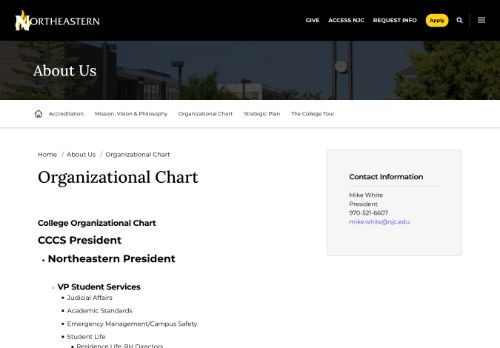 NORTHEASTERN
GIVE ACCESS NJC REQUEST INFO Apply
About Us
Accreditation Mission, Vision & Philosophy Organizational Chart Strategic Plan The College Tour
Home / About Us / Organizational Chart
Organizational Chart
Contact Information
Mike White
President
970-521-6607
mike.white@njc.edu
College Organizational Chart
CCCS President
Northeastern President
VP Student Services
Judicial Affairs
Academic Standards
Emergency Management/Campus Safety
Student Life
Residence Life RH Directors